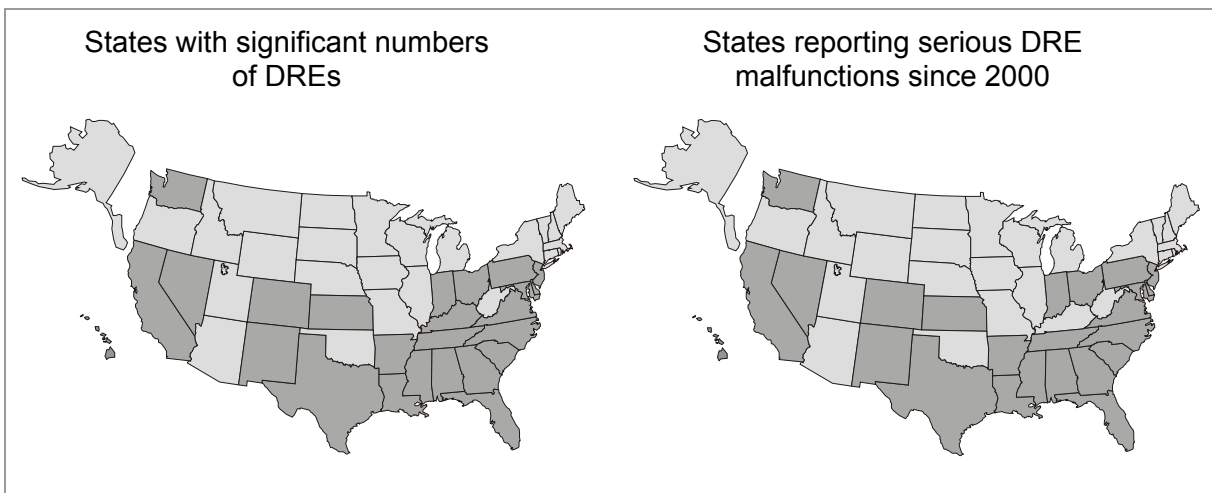 States with significant numbers
of DREs
States reporting serious DRE
malfunctions since 2000